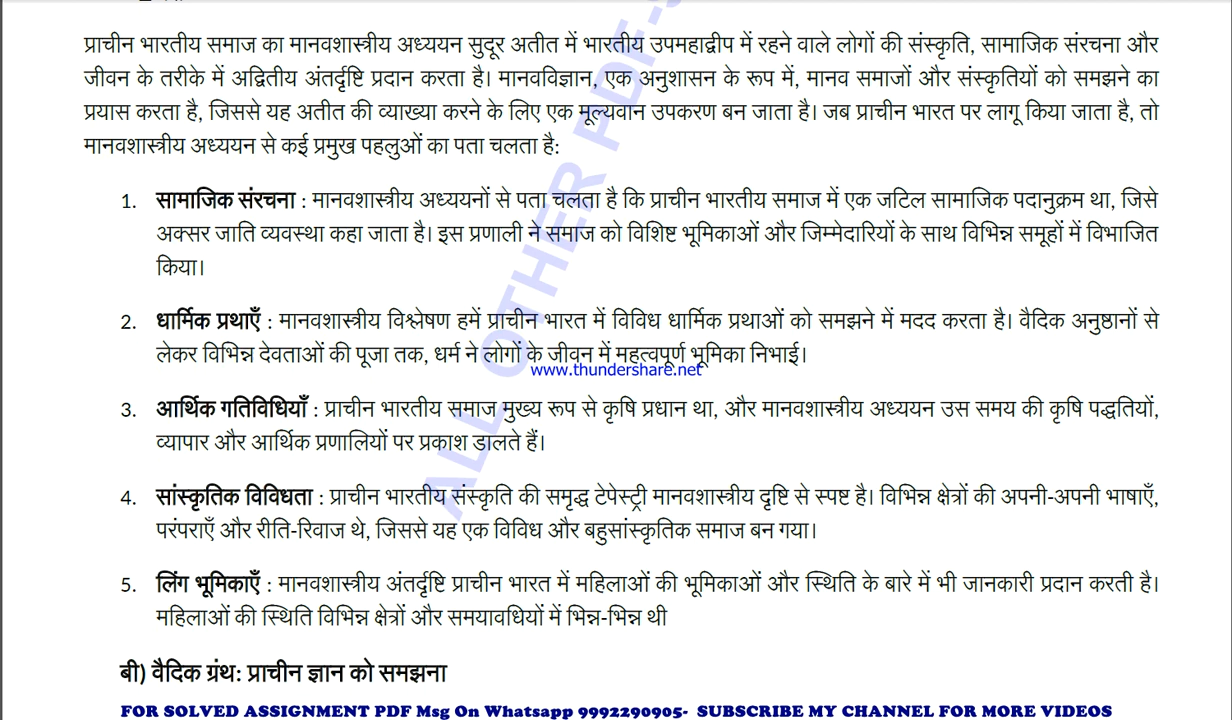 प्राचीन भारतीय समाज का मानवशास्त्रीय अध्ययन सुदूर अतीत में भारतीय उपमहाद्वीप में रहने वाले लोगों की संस्कृति, सामाजिक संरचना और
जीवन के तरीके में अद्वितीय अंतर्दृष्टि प्रदान करता है। मानवविज्ञान, एक अनुशासन के रूप में, मानव समाजों और संस्कृतियों को समझने का
प्रयास करता है, जिससे यह अतीत की व्याख्या करने के लिए एक मूल्यवान उपकरण बन जाता है। जब प्राचीन भारत पर लागू किया जाता है, तो
मानवशास्त्रीय अध्ययन से कई प्रमुख पहलुओं का पता चलता है:
1. सामाजिक संरचना : मानवशास्त्रीय अध्ययनों से पता चलता है कि प्राचीन भारतीय समाज में एक जटिल सामाजिक पदानुक्रम था, जिसे
अक्सर जाति व्यवस्था कहा जाता है। इस प्रणाली ने समाज को विशिष्ट भूमिकाओं और जिम्मेदारियों के साथ विभिन्न समूहों में विभाजित
किया।
2. धार्मिक प्रथाएँ : मानवशास्त्रीय विश्लेषण हमें प्राचीन भारत में विविध धार्मिक प्रथाओं को समझने में मदद करता है। वैदिक अनुष्ठानों से
लेकर विभिन्न देवताओं की पूजा तक, धर्म ने लोगों के जीवन में महत्वपूर्ण भूमिका निभाई।
www.thundershare.net
3. आर्थिक गतिविधियाँ : प्राचीन भारतीय समाज मुख्य रूप से कृषि प्रधान था, और मानवशास्त्रीय अध्ययन उस समय की कृषि पद्धतियों,
व्यापार और आर्थिक प्रणालियों पर प्रकाश डालते हैं।
4. सांस्कृतिक विविधता : प्राचीन भारतीय संस्कृति की समृद्ध टेपेस्ट्री मानवशास्त्रीय दृष्टि से स्पष्ट है। विभिन्न क्षेत्रों की अपनी-अपनी भाषाएँ,
परंपराएँ और रीति-रिवाज थे, जिससे यह एक विविध और बहुसांस्कृतिक समाज बन गया।
5. लिंग भूमिकाएँ : मानवशास्त्रीय अंतर्दृष्टि प्राचीन भारत में महिलाओं की भूमिकाओं और स्थिति के बारे में भी जानकारी प्रदान करती है।
महिलाओं की स्थिति विभिन्न क्षेत्रों और समयावधियों में भिन्न-भिन्न थी
बी) वैदिक ग्रंथ: प्राचीन ज्ञान को समझना
FOR SOLVED ASSIGNMENT PDF Msg On Whatsapp 9992290905- SUBSCRIBE MY CHANNEL FOR MORE VIDEOS
ALL OTHER PDF-